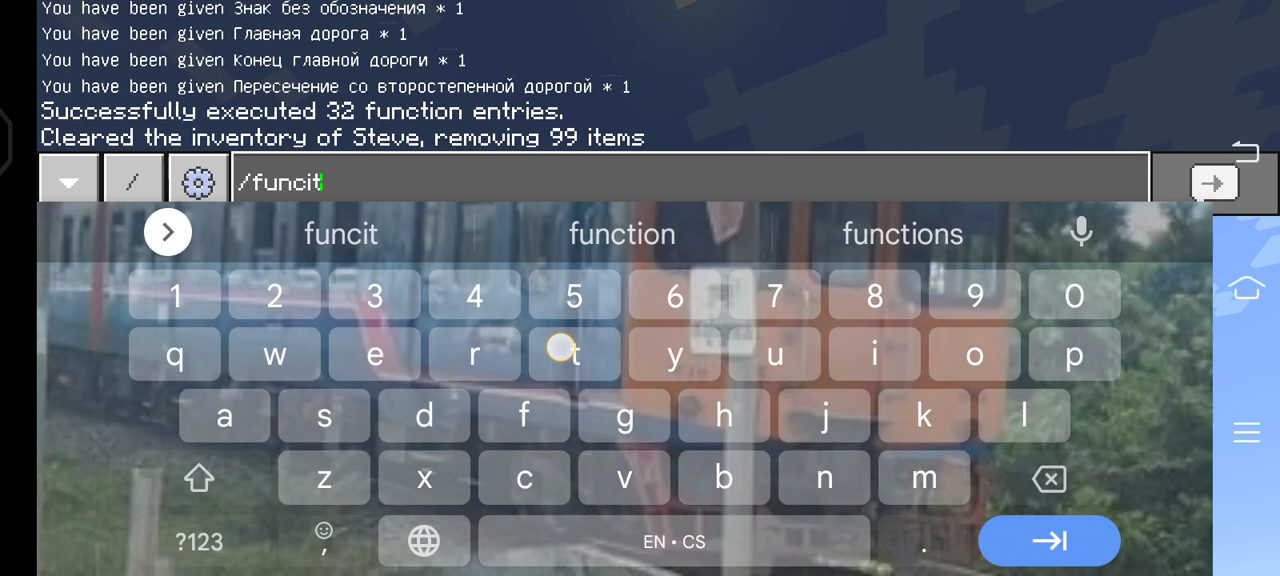 You have been given Знак без обозначения * 1
You have been given Главная дорога * 1
You have been given Конец главной дороги * 1
You have been given Пересечение со второстепенной дорогой * 1
Successfully executed 32 function entries.
Cleared the inventory of Steve, removing 99 items
/
/funcit
funcit function functions
1 2 3 4 5 6 7 8 9 0
q w e r t y u i o p
a s d f g h j k l
z x c v b n m
?123 , EN • CS .